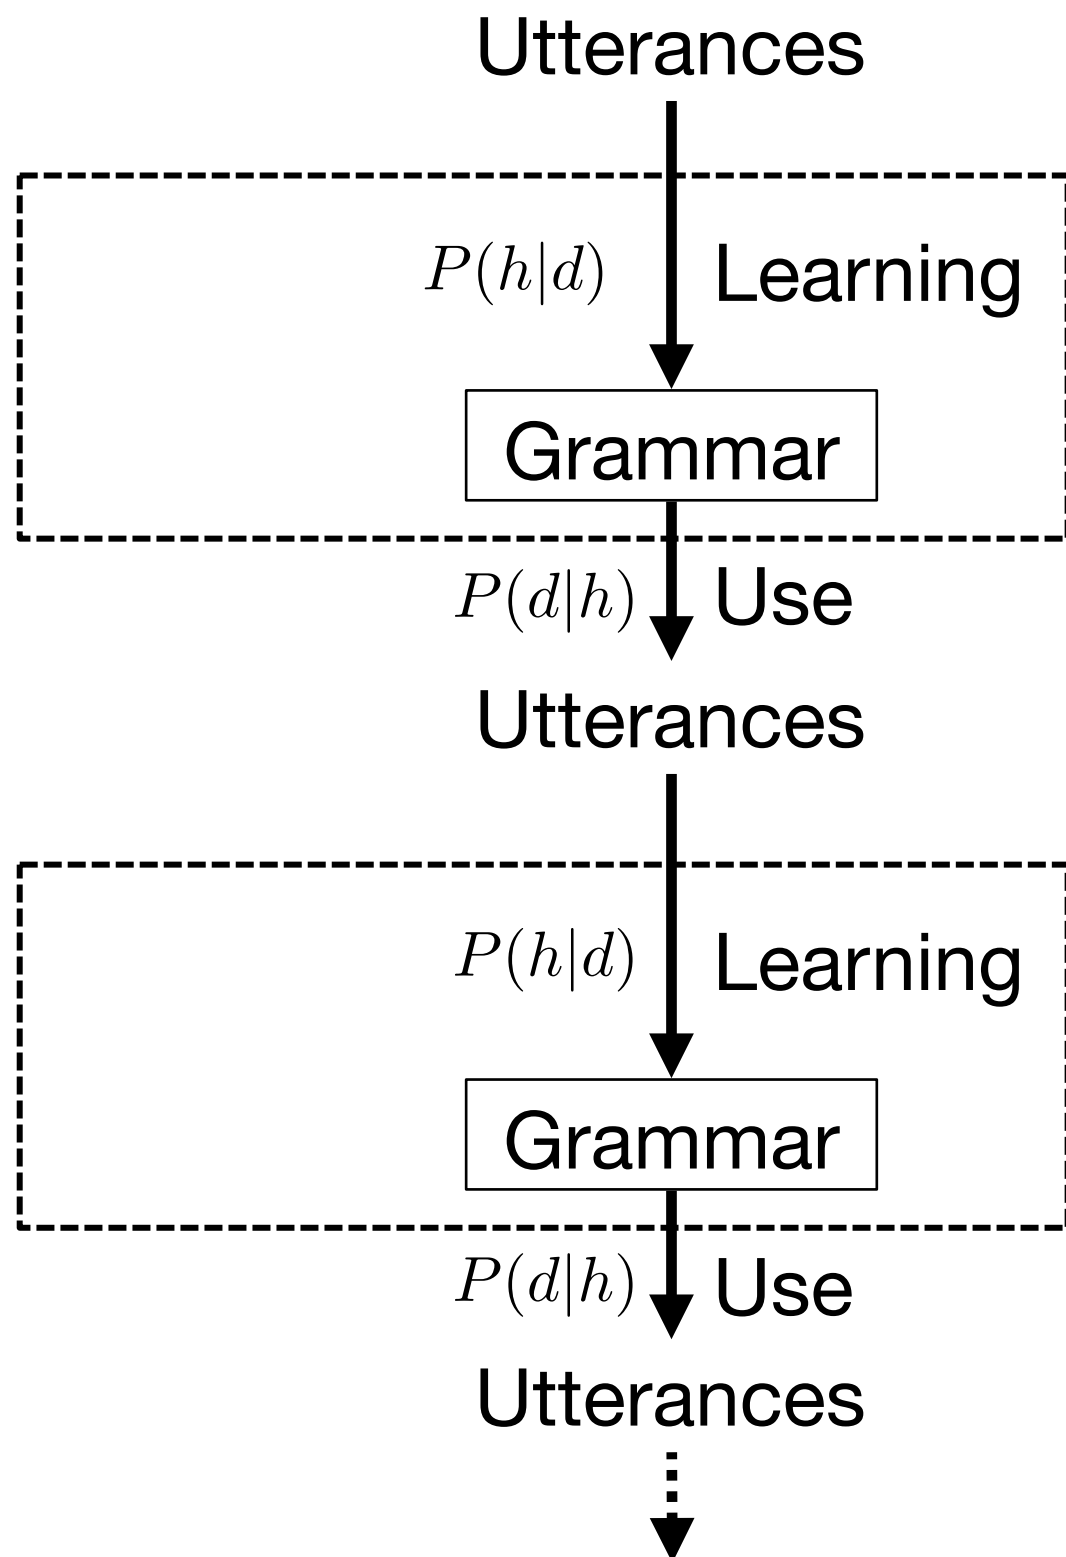 Utterances
P(h|d) Learning
Grammar
P(d|h) Use
Utterances
P(h|d) Learning
Grammar
P(d|h) Use
Utterances